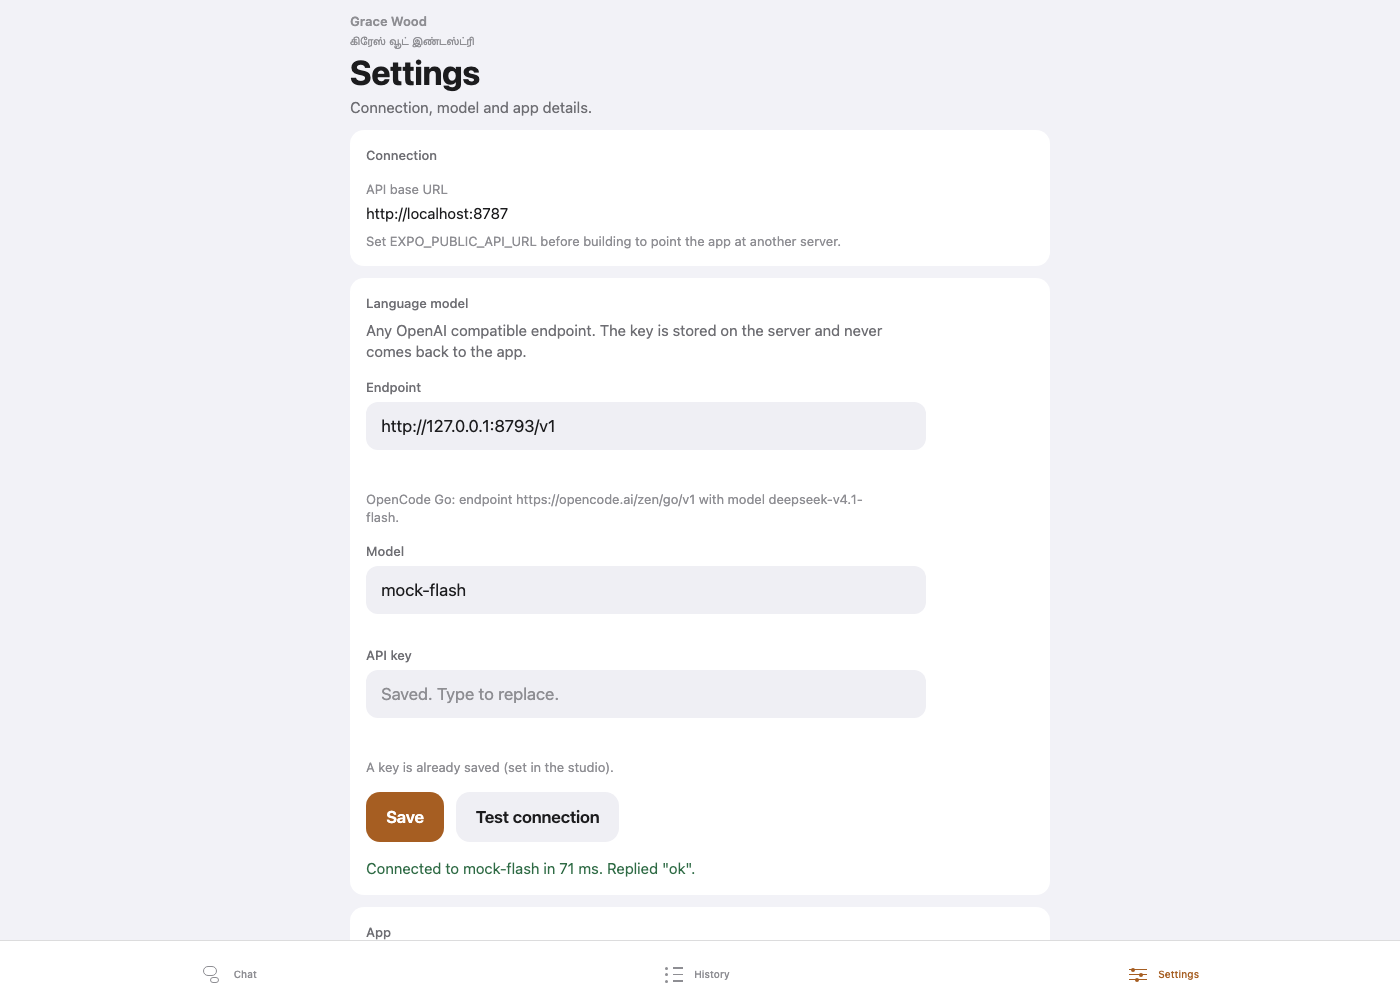 Grace Wood
கிரேஸ் வூட் இண்டஸ்ட்ரி
Settings
Connection, model and app details.
Connection
API base URL
http://localhost:8787
Set EXPO_PUBLIC_API_URL before building to point the app at another server.
Language model
Any OpenAI compatible endpoint. The key is stored on the server and never
comes back to the app.
Endpoint
http://127.0.0.1:8793/v1
OpenCode Go: endpoint https://opencode.ai/zen/go/v1 with model deepseek-v4.1-
flash.
Model
mock-flash
API key
Saved. Type to replace.
A key is already saved (set in the studio).
Save
Test connection
Connected to mock-flash in 71 ms. Replied "ok".
App
Chat
History
Settings